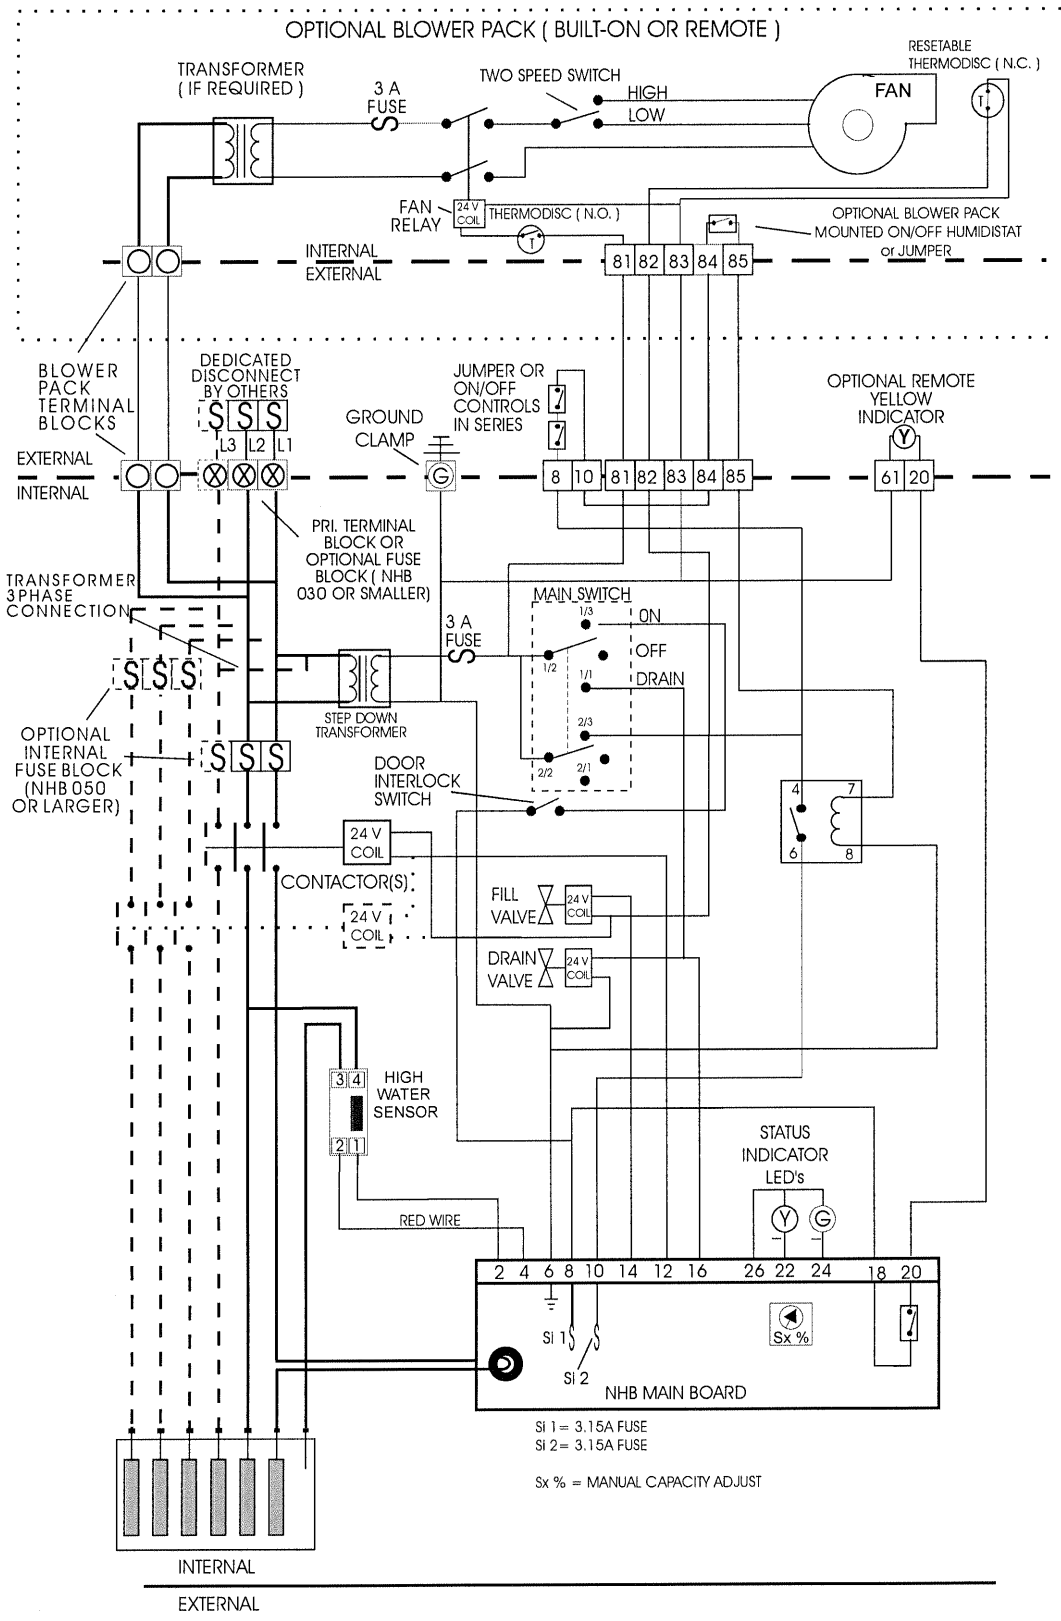 OPTIONAL BLOWER PACK ( BUILT-ON OR REMOTE )
RESETABLE
THERMODISC ( N.C. )
TRANSFORMER
( IF REQUIRED )
3 A
FUSE
TWO SPEED SWITCH
HIGH
LOW
FAN
T
FAN
RELAY
24 V
COIL
THERMODISC ( N.O. )
T
OPTIONAL BLOWER PACK
MOUNTED ON/OFF HUMIDISTAT
or JUMPER
INTERNAL
EXTERNAL
81 82 83 84 85
BLOWER
PACK
TERMINAL
BLOCKS
DEDICATED
DISCONNECT
BY OTHERS
S S S
L3 L2 L1
GROUND
CLAMP
JUMPER OR
ON/OFF
CONTROLS
IN SERIES
OPTIONAL REMOTE
YELLOW
INDICATOR
Y
EXTERNAL
INTERNAL
G
8 10 81 82 83 84 85
61 20
PRI. TERMINAL
BLOCK OR
OPTIONAL FUSE
BLOCK ( NHB
030 OR SMALLER)
TRANSFORMER
3PHASE
CONNECTION
3 A
FUSE
MAIN SWITCH
1/3
ON
OFF
1/2
1/1
DRAIN
2/3
2/2
2/1
S S S
STEP DOWN
TRANSFORMER
OPTIONAL
INTERNAL
FUSE BLOCK
(NHB 050
OR LARGER)
S S S
DOOR
INTERLOCK
SWITCH
4 7
6 8
24 V
COIL
CONTACTOR(S)
24 V
COIL
FILL
VALVE
24 V
COIL
DRAIN
VALVE
24 V
COIL
3 4
2 1
HIGH
WATER
SENSOR
RED WIRE
STATUS
INDICATOR
LED's
Y G
2 4 6 8 10 14 12 16 26 22 24 18 20
Si 1
Si 2
Sx %
NHB MAIN BOARD
Si 1 = 3.15A FUSE
Si 2 = 3.15A FUSE
Sx % = MANUAL CAPACITY ADJUST
INTERNAL
EXTERNAL